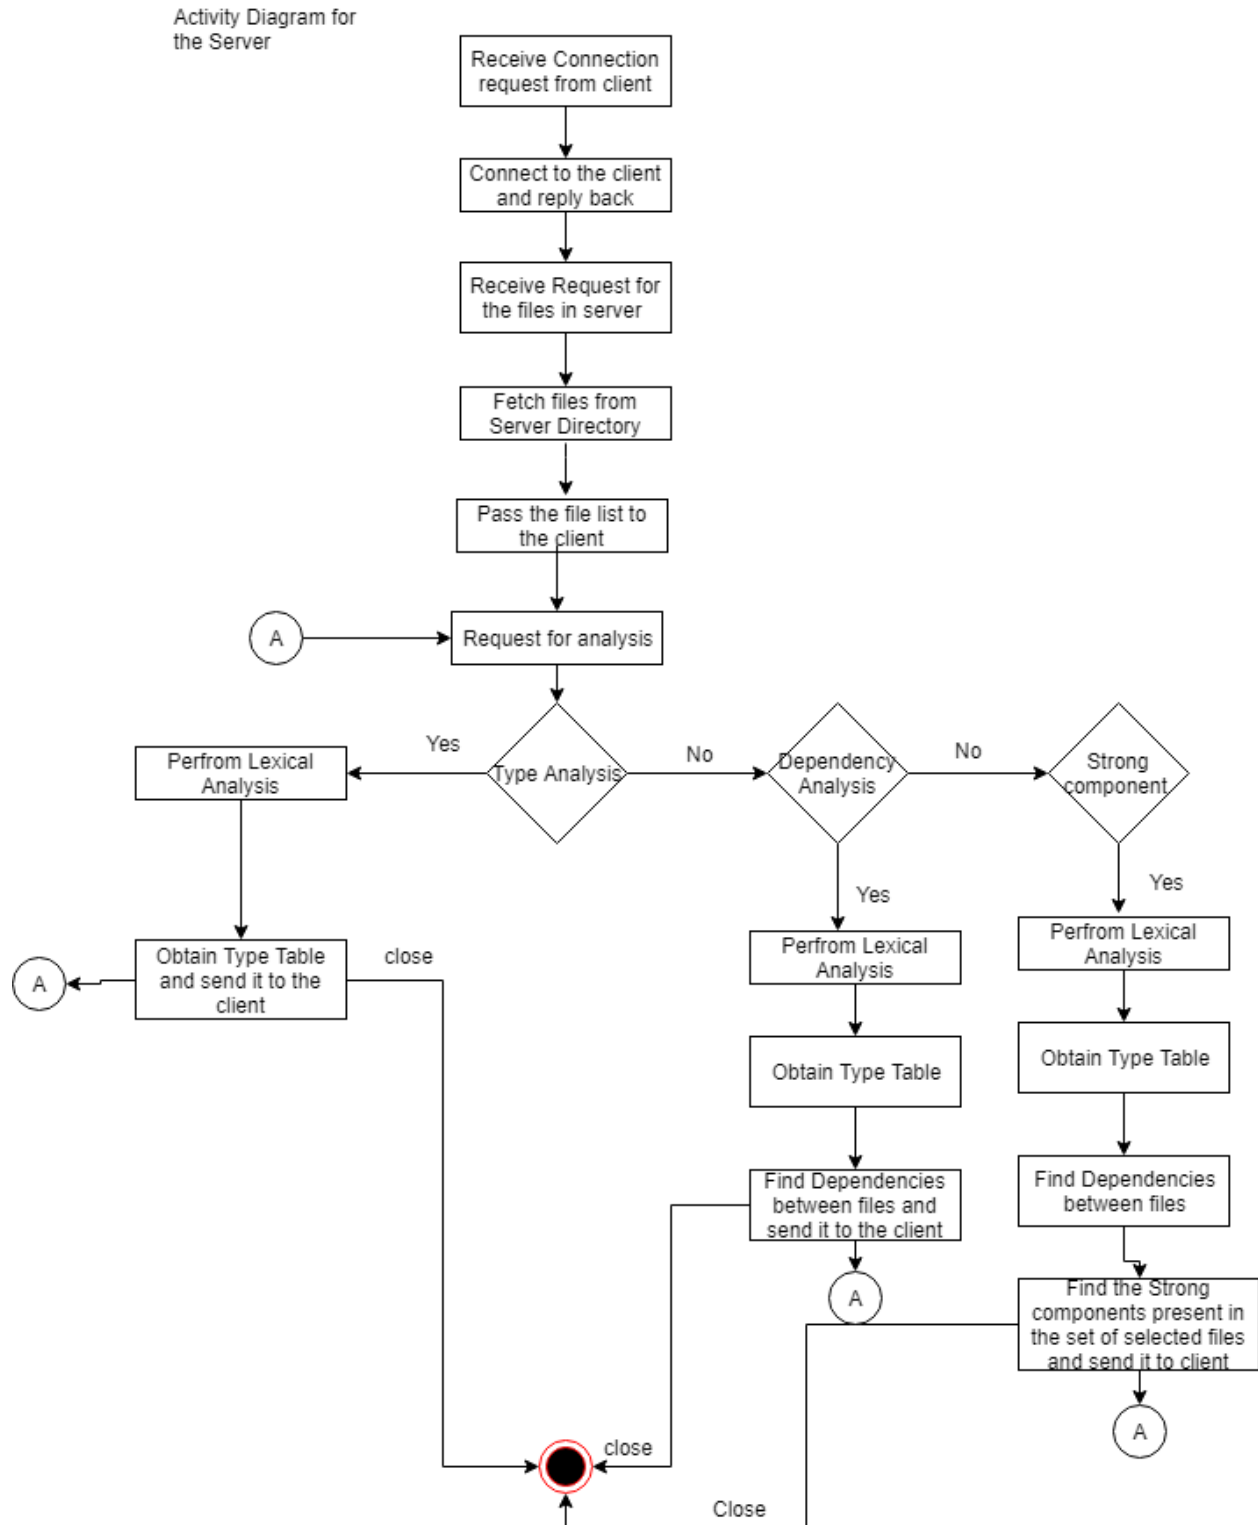 Activity Diagram for
the Server
Receive Connection
request from client
Connect to the client
and reply back
Receive Request for
the files in server
Fetch files from
Server Directory
Pass the file list to
the client
A
Request for analysis
Yes
Type Analysis
No
Dependency
Analysis
No
Strong
component
Perfrom Lexical
Analysis
Yes
Yes
Perfrom Lexical
Analysis
Perfrom Lexical
Analysis
A
Obtain Type Table
and send it to the
client
close
Obtain Type Table
Obtain Type Table
Find Dependencies
between files and
send it to the client
Find Dependencies
between files
A
Find the Strong
components present in
the set of selected files
and send it to client
A
close
Close